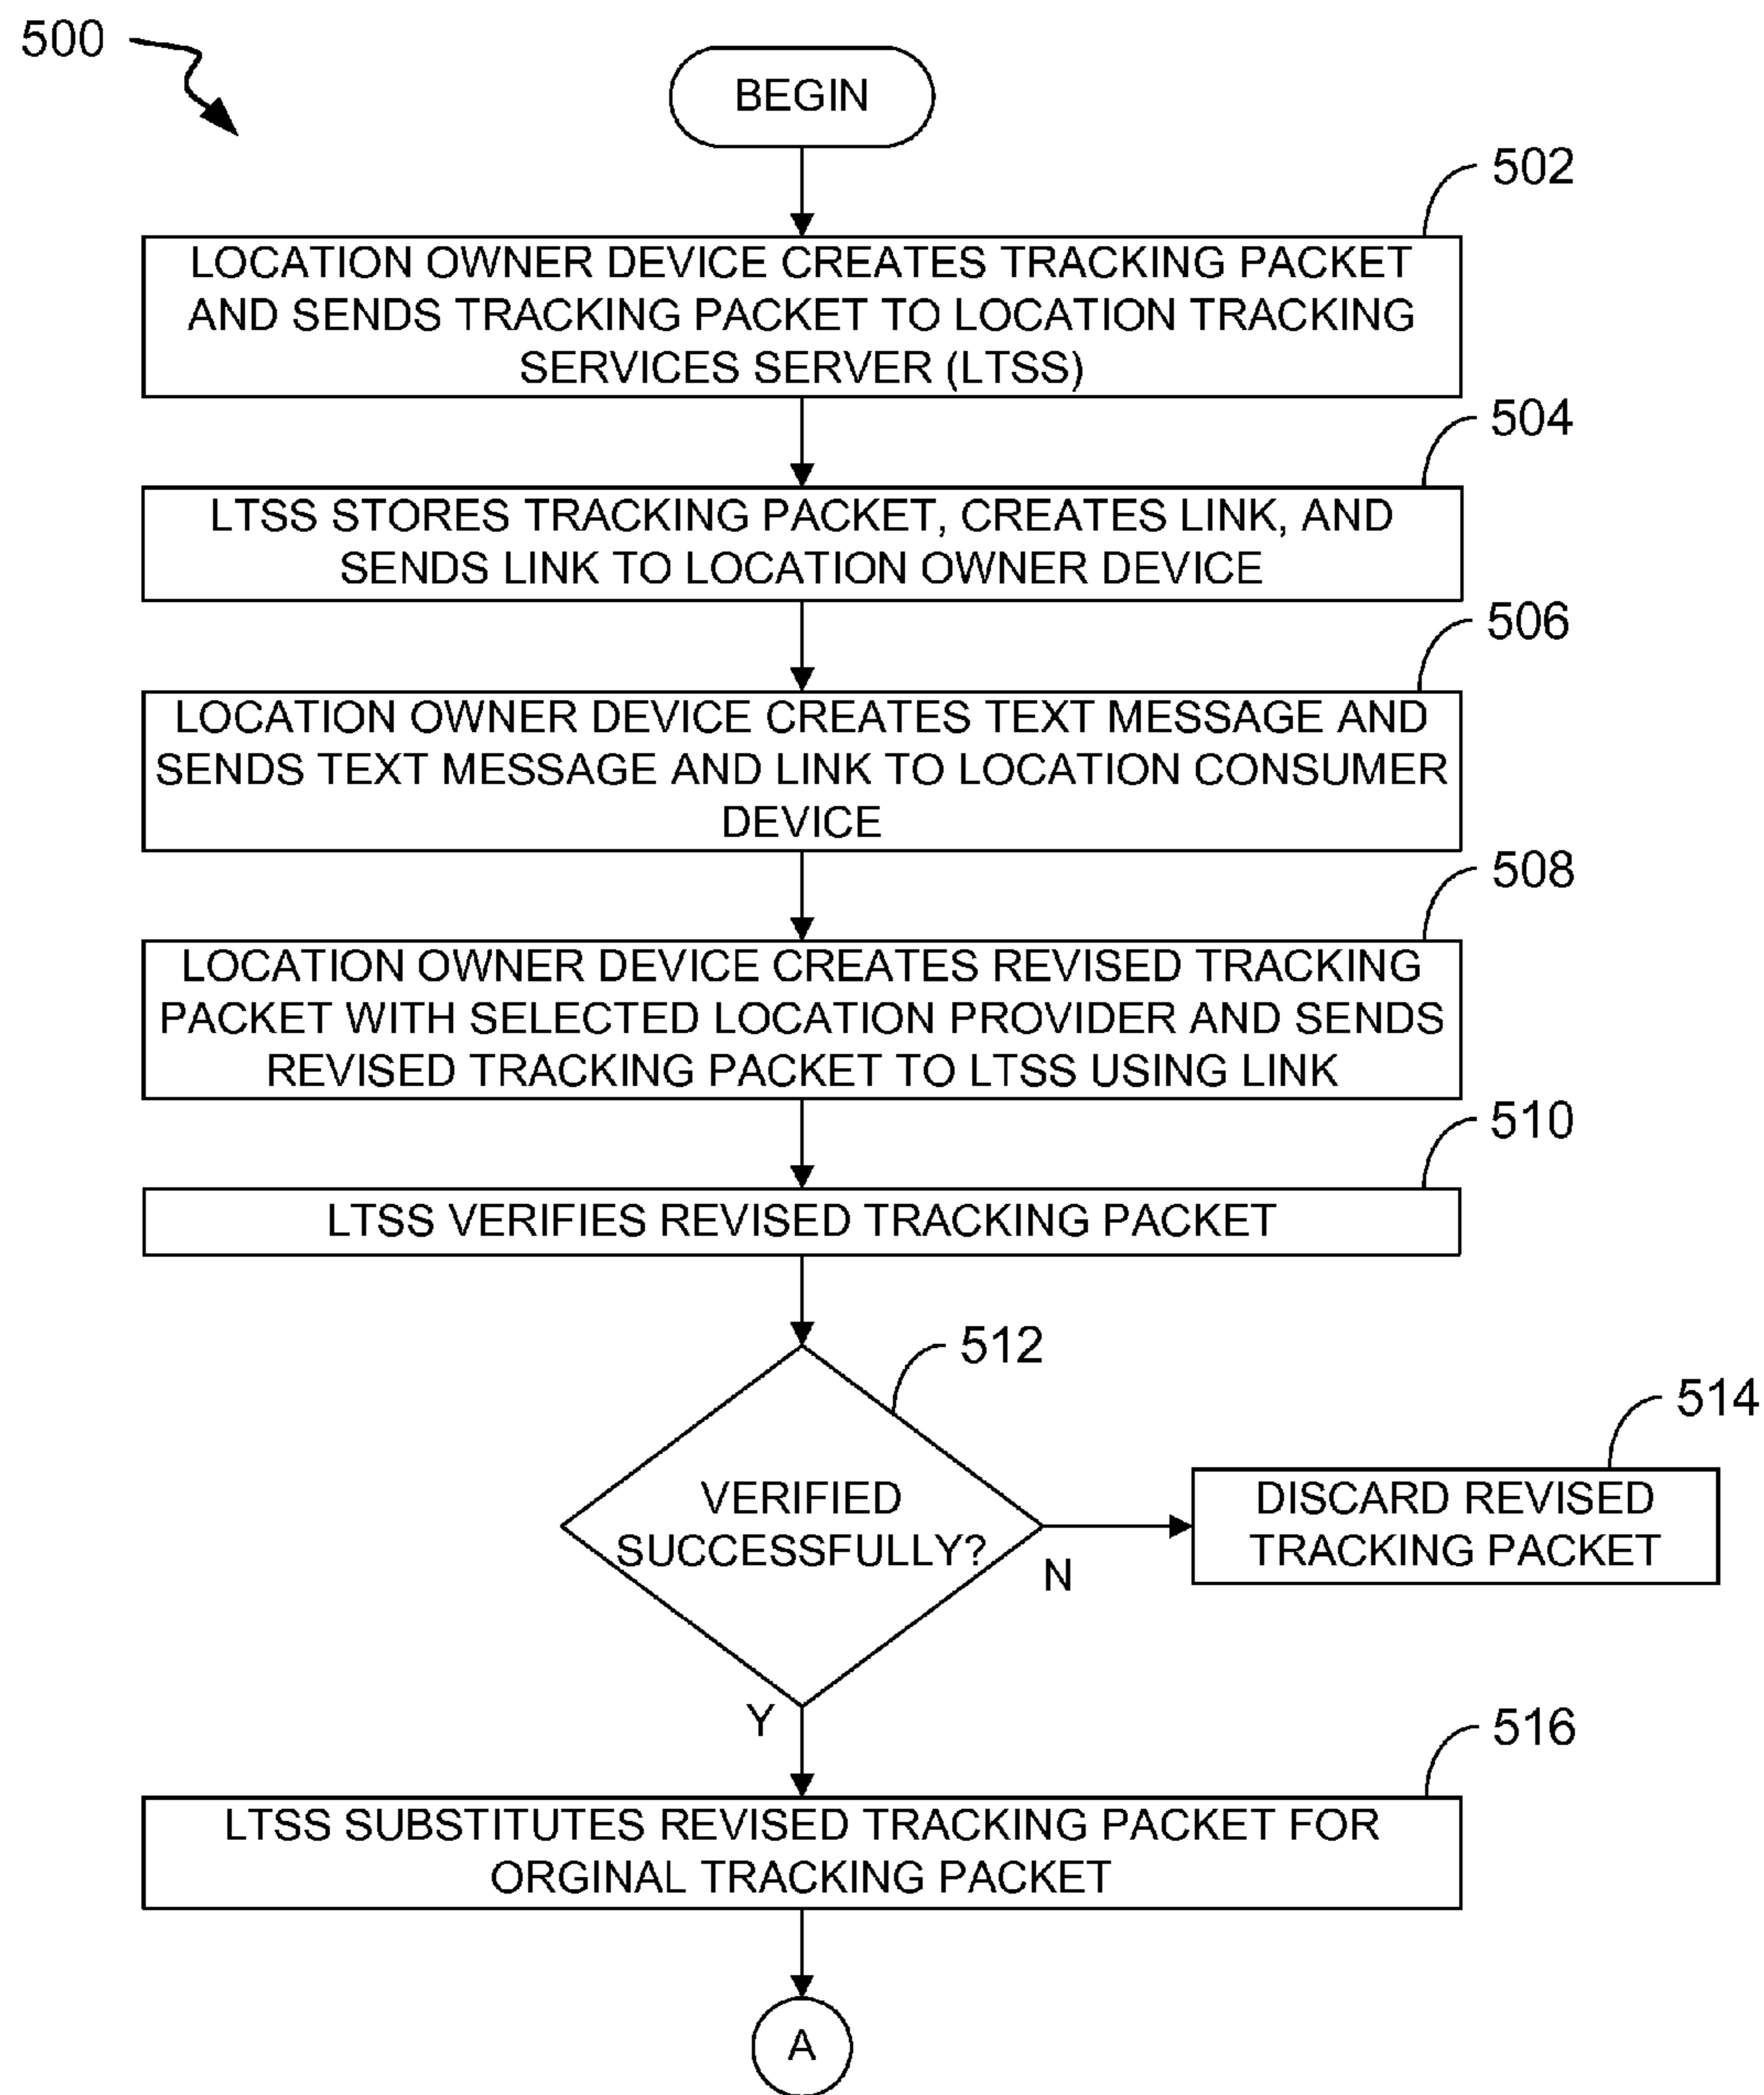 500
BEGIN
502
LOCATION OWNER DEVICE CREATES TRACKING PACKET
AND SENDS TRACKING PACKET TO LOCATION TRACKING
SERVICES SERVER (LTSS)
504
LTSS STORES TRACKING PACKET, CREATES LINK, AND
SENDS LINK TO LOCATION OWNER DEVICE
506
LOCATION OWNER DEVICE CREATES TEXT MESSAGE AND
SENDS TEXT MESSAGE AND LINK TO LOCATION CONSUMER
DEVICE
508
LOCATION OWNER DEVICE CREATES REVISED TRACKING
PACKET WITH SELECTED LOCATION PROVIDER AND SENDS
REVISED TRACKING PACKET TO LTSS USING LINK
510
LTSS VERIFIES REVISED TRACKING PACKET
512
VERIFIED
SUCCESSFULLY?
N
514
DISCARD REVISED
TRACKING PACKET
Y
516
LTSS SUBSTITUTES REVISED TRACKING PACKET FOR
ORGINAL TRACKING PACKET
A